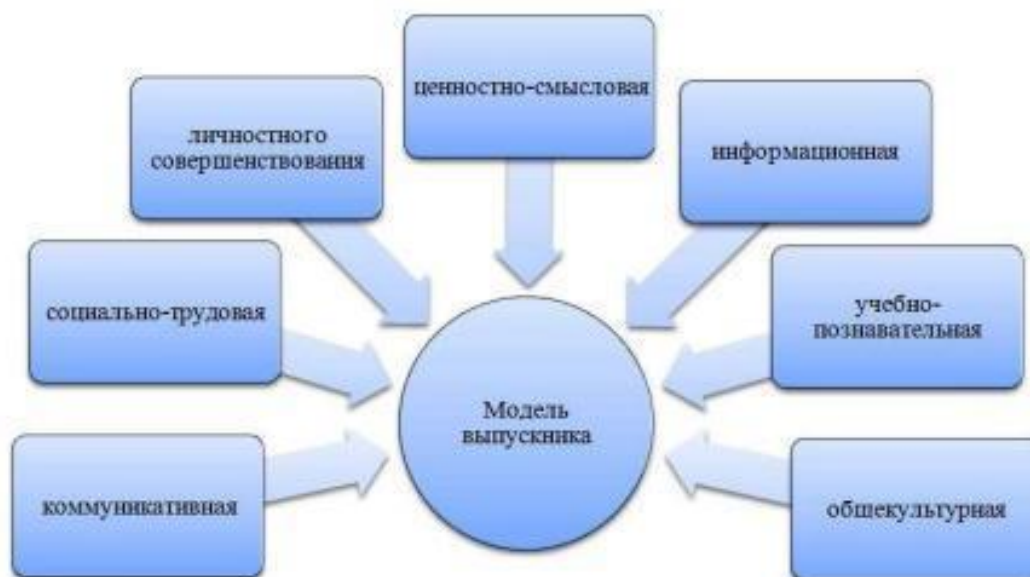 ценностно-смысловая
личностного
совершенствования
информационная
социально-трудовая
учебно-
познавательная
Модель
выпускника
коммуникативная
общекультурная